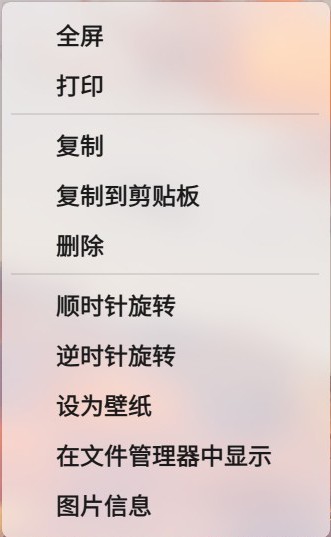 全屏
打印
复制
复制到剪贴板
删除
顺时针旋转
逆时针旋转
设为壁纸
在文件管理器中显示
图片信息